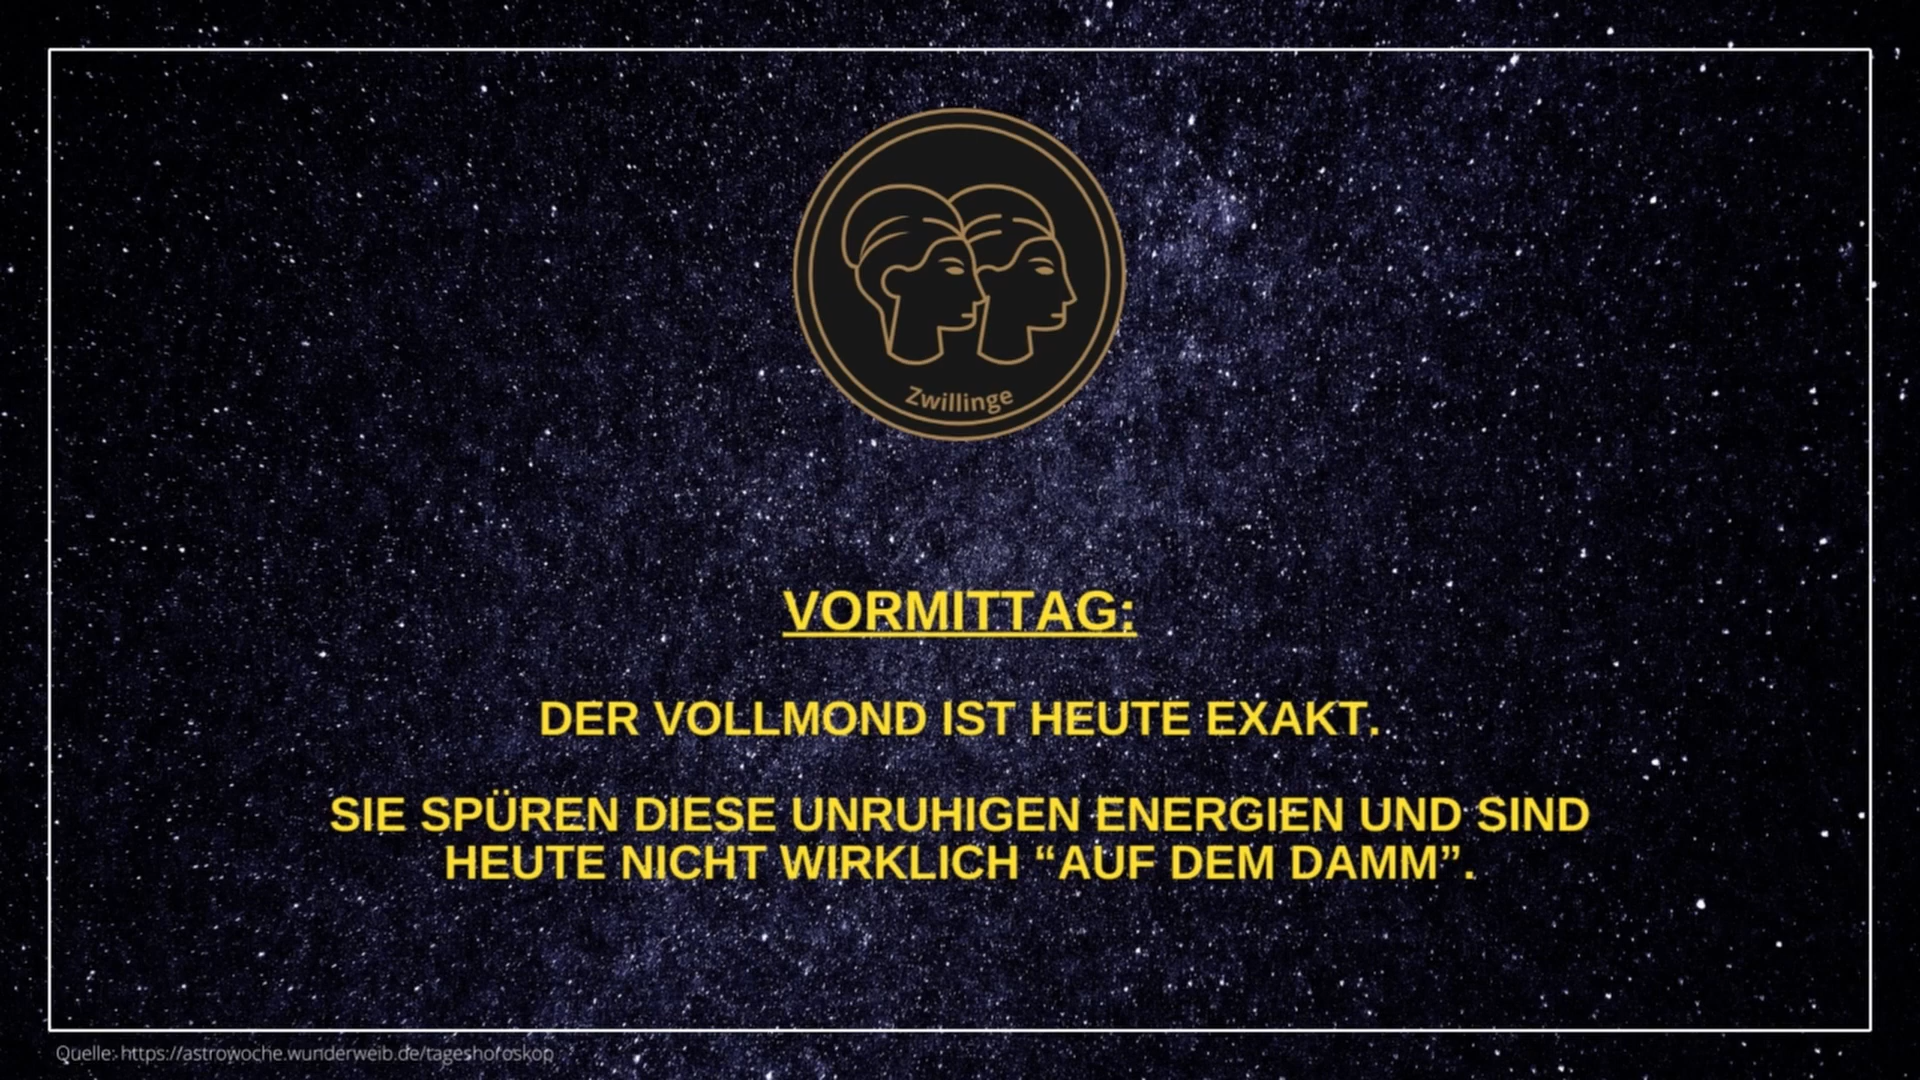 Zwillinge
VORMITTAG:
DER VOLLMOND IST HEUTE EXAKT.
SIE SPÜREN DIESE UNRUHIGEN ENERGIEN UND SIND
HEUTE NICHT WIRKLICH “AUF DEM DAMM”.
Quelle: https://astrowoche.wunderweib.de/tageshoroskop